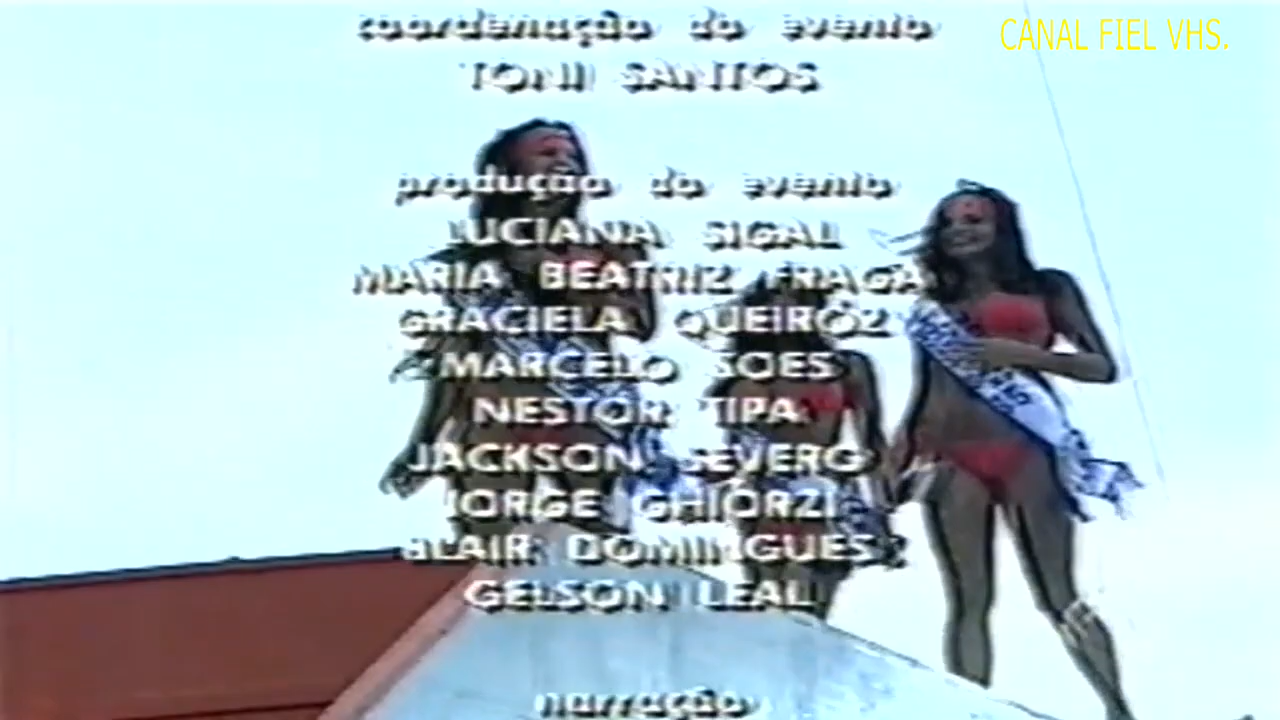 coordenação do evento
CANAL FIEL VHS.
TONI SANTOS
produção do evento
LUCIANA SIGAL
MARIA BEATRIZ FRAGA
GRACIELA QUEIROZ
MARCELO SOES
NESTOR TIPA
JACKSON SEVERO
JORGE GHIORZI
ALAIR DOMINGUES
GELSON LEAL
narração